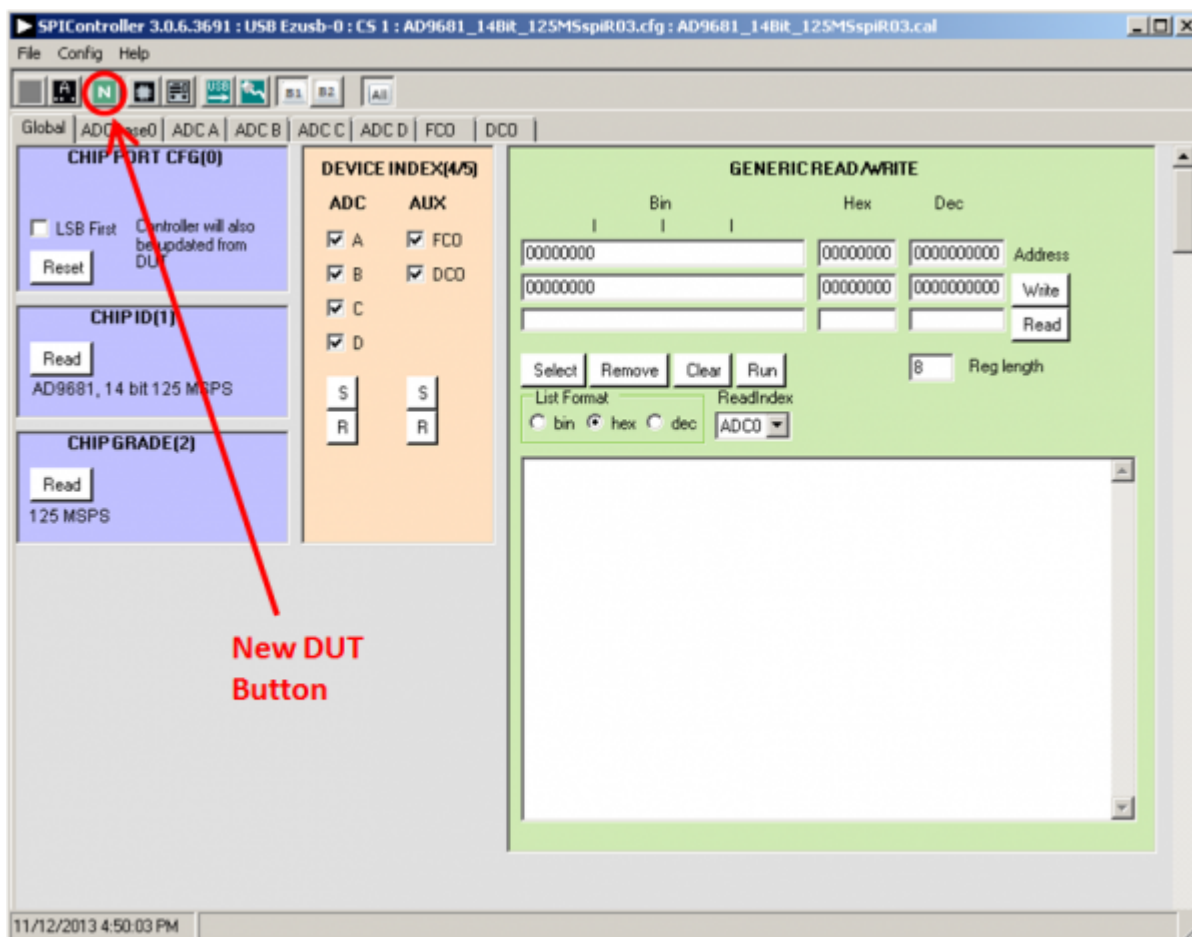 SPIController 3.0.6.3691 : USB Ezusb-0 : CS 1 : AD9681_14Bit_125MSspiR03.cfg : AD9681_14Bit_125MSspiR03.cal
File Config Help
A N USB B1 B2 All
Global ADC A ADC B ADC C ADC D FCO DCO
CHIP PORT CFG(0)
LSB First
Controller will also
be updated from
DUT
Reset
CHIP ID(1)
Read
AD9681, 14 bit 125 MSPS
CHIP GRADE(2)
Read
125 MSPS
DEVICE INDEX(4/5)
ADC AUX
A FCO
B DCO
C
D
S S
R R
GENERIC READ/WRITE
Bin Hex Dec
00000000 00000000 0000000000 Address
00000000 00000000 0000000000 Write
Read
Select Remove Clear Run 8 Reg length
List Format ReadIndex
bin hex dec ADC0
New DUT
Button
11/12/2013 4:50:03 PM